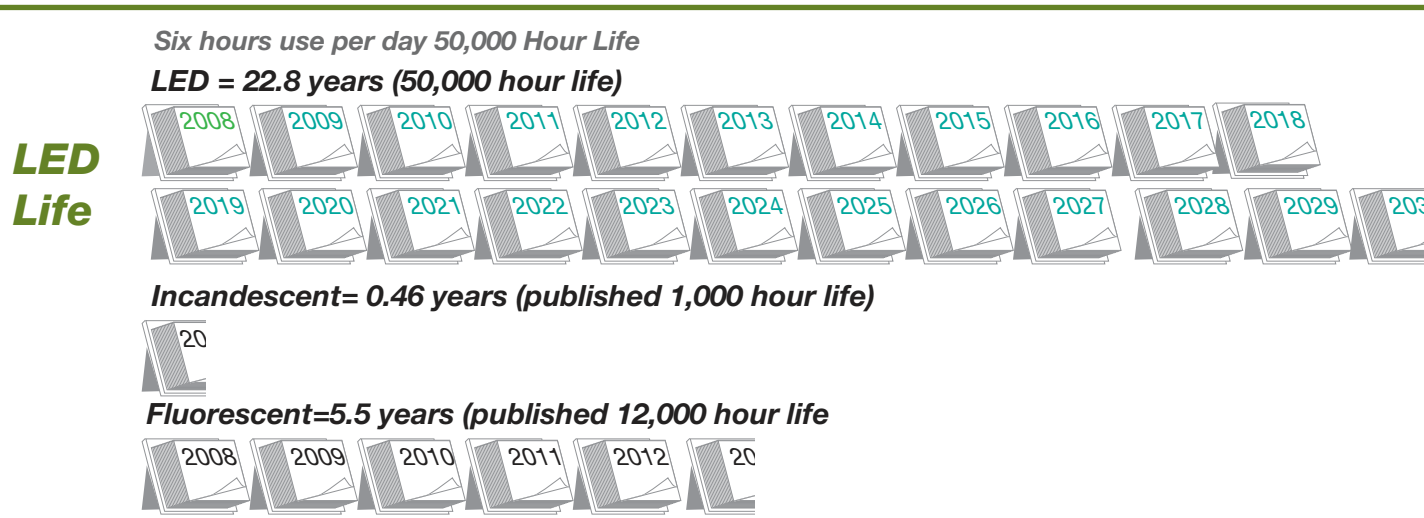 Six hours use per day 50,000 Hour Life
LED = 22.8 years (50,000 hour life)
LED
Life
2008 2009 2010 2011 2012 2013 2014 2015 2016 2017 2018
2019 2020 2021 2022 2023 2024 2025 2026 2027 2028 2029 203
Incandescent= 0.46 years (published 1,000 hour life)
20
Fluorescent=5.5 years (published 12,000 hour life
2008 2009 2010 2011 2012 20